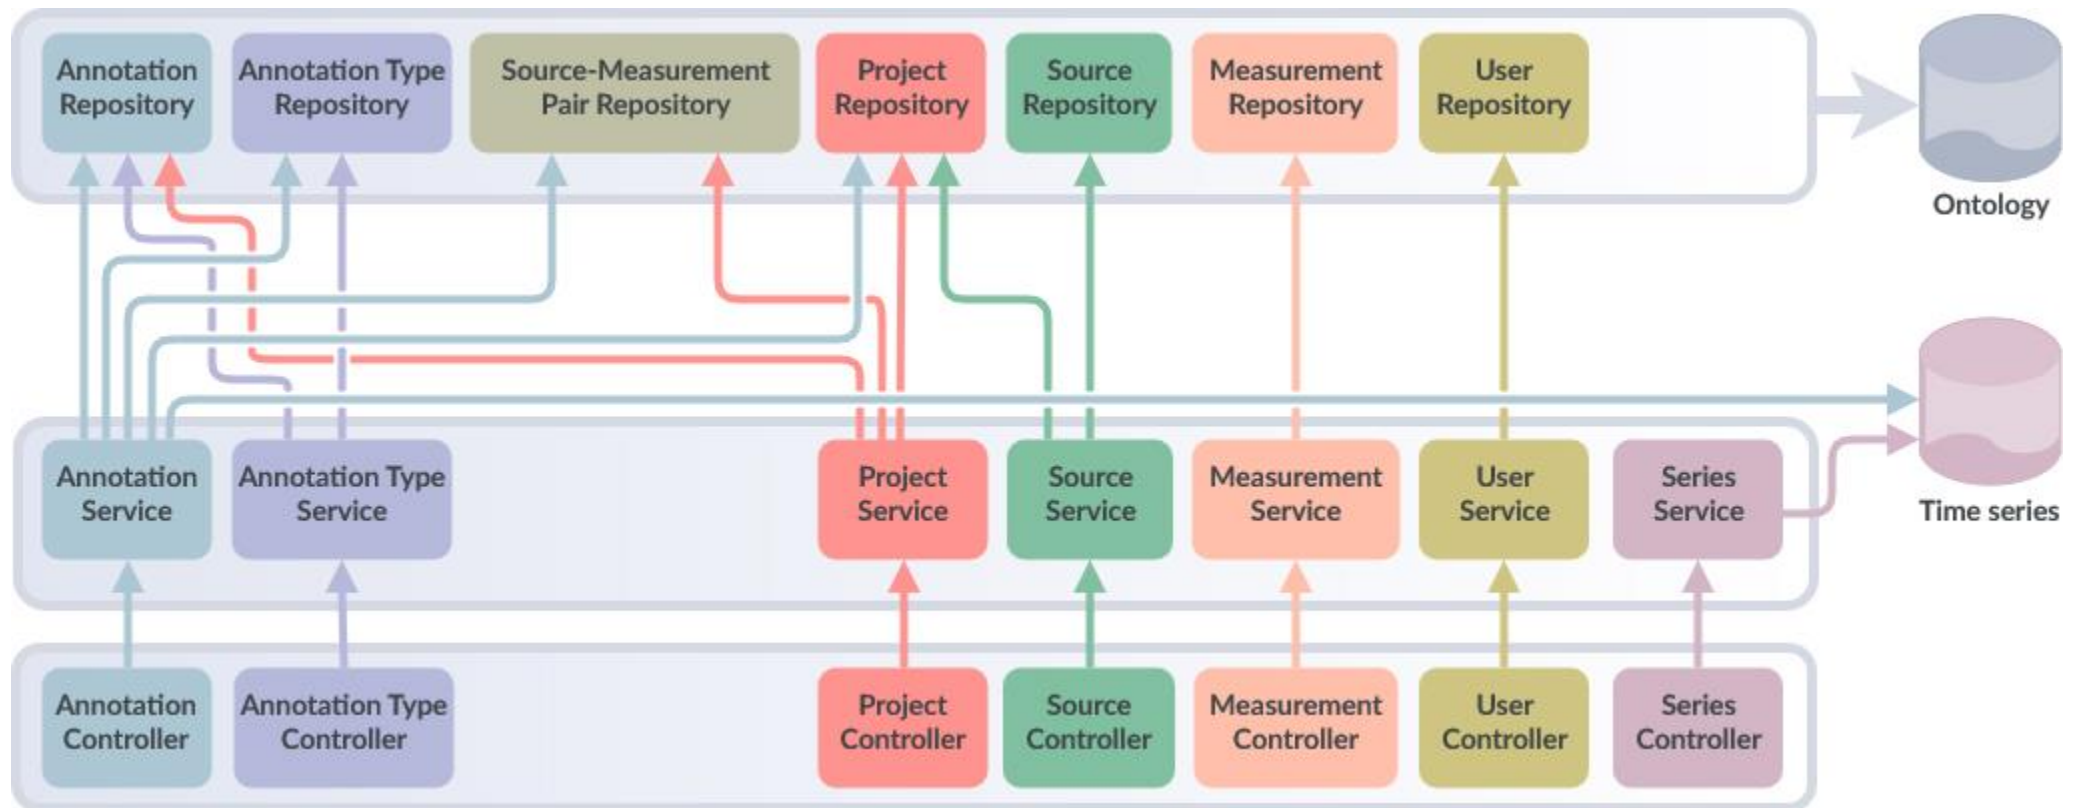 Annotation
Repository
Annotation Type
Repository
Source-Measurement
Pair Repository
Project
Repository
Source
Repository
Measurement
Repository
User
Repository
Ontology
Annotation
Service
Annotation Type
Service
Project
Service
Source
Service
Measurement
Service
User
Service
Series
Service
Time series
Annotation
Controller
Annotation Type
Controller
Project
Controller
Source
Controller
Measurement
Controller
User
Controller
Series
Controller